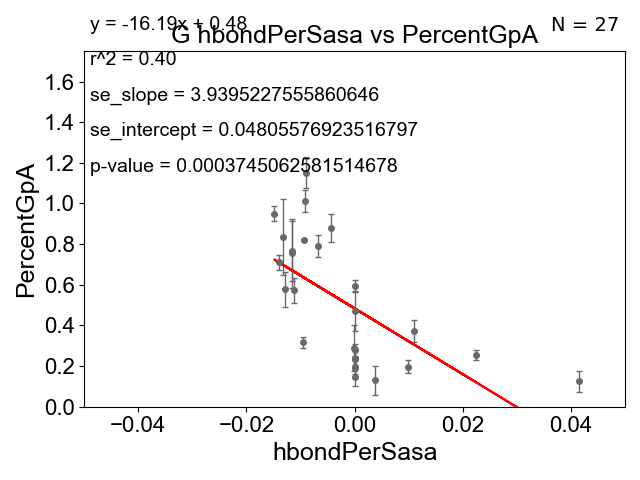 y = -16.19x + 0.48
N = 27
G hbondPerSasa vs PercentGpA
r^2 = 0.40
se_slope = 3.9395227555860646
se_intercept = 0.04805576923516797
p-value = 0.0003745062581514678
PercentGpA
1.6
1.4
1.2
1.0
0.8
0.6
0.4
0.2
0.0
−0.04 −0.02 0.00 0.02 0.04
hbondPerSasa